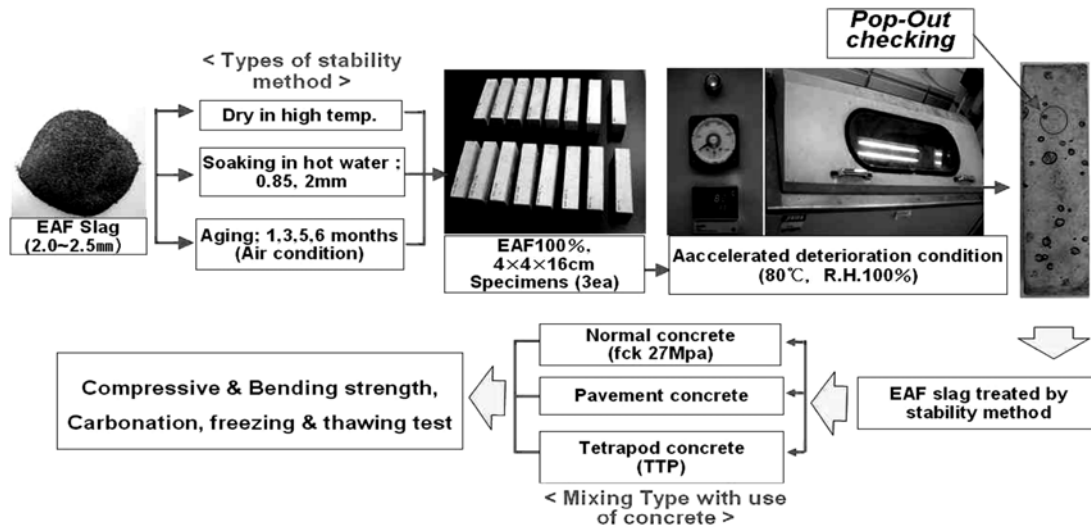 Pop-Out
checking
< Types of stability
method >
Dry in high temp.
Soaking in hot water :
0.85, 2mm
Aging: 1,3,5,6 months
(Air condition)
EAF Slag
(2.0~2.5㎜)
EAF100%,
4×4×16cm
Specimens (3ea)
Aaccelerated deterioration condition
(80℃, R.H.100%)
Normal concrete
(fck 27Mpa)
Pavement concrete
Tetrapod concrete
(TTP)
< Mixing Type with use
of concrete >
EAF slag treated by
stability method
Compressive & Bending strength,
Carbonation, freezing & thawing test